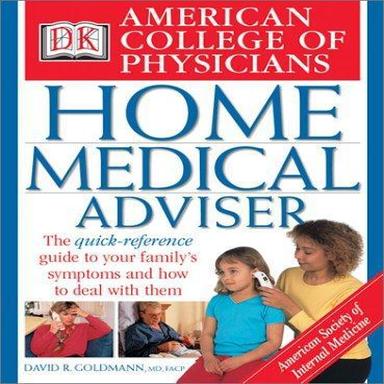 DK
AMERICAN
COLLEGE OF
PHYSICIANS
HOME
MEDICAL
ADVISER
The quick-reference
guide to your family's
symptoms and how
to deal with them
American Society of
Internal Medicine
DAVID R. GOLDMANN, MD, FACP